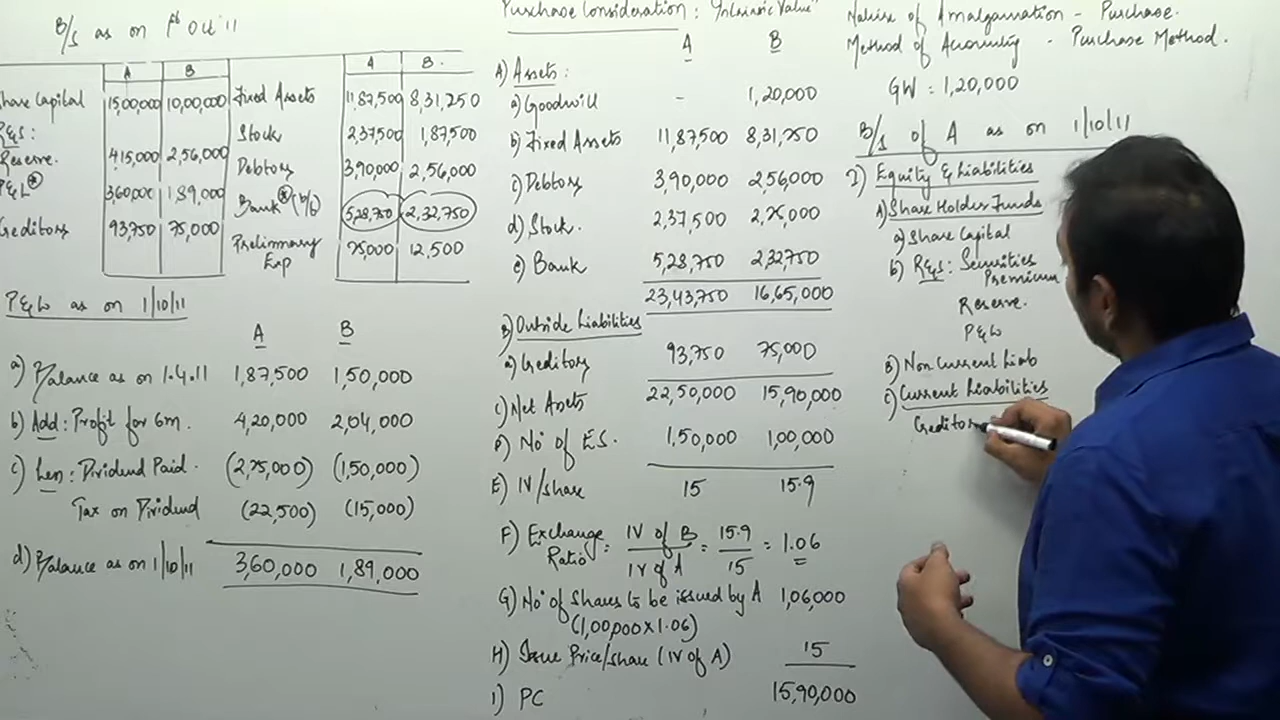 B/S as on 1st Oct '11
A B A B
Share Capital 15,00,000 10,00,000 Fixed Assets 11,87,500 8,31,250
R&S:
Stock 2,37,500 1,87,500
Reserve. 4,15,000 2,56,000
Debtors 3,90,000 2,56,000
P&L* 3,60,000 1,89,000
Bank* (b/f) 5,28,750 2,32,750
Creditors 93,750 75,000
Preliminary Exp 75,000 12,500
P&L as on 1/10/11
A B
a) Balance as on 1.4.11 1,87,500 1,50,000
b) Add: Profit for 6m. 4,20,000 2,04,000
c) Less: Dividend Paid. (2,25,000) (1,50,000)
Tax on Dividend (22,500) (15,000)
d) Balance as on 1/10/11 3,60,000 1,89,000
Purchase Consideration: "Intrinsic Value"
A B
A) Assets:
a) Goodwill - 1,20,000
b) Fixed Assets 11,87,500 8,31,250
c) Debtors 3,90,000 2,56,000
d) Stock. 2,37,500 2,25,000
e) Bank 5,28,750 2,32,750
23,43,750 16,65,000
B) Outside Liabilities
a) Creditors 93,750 75,000
C) Net Assets 22,50,000 15,90,000
D) No of ES. 1,50,000 1,00,000
E) IV/share 15 15.9
F) Exchange Ratio: IV of B / IV of A = 15.9 / 15 = 1.06
G) No of Shares to be issued by A 1,06,000
(1,00,000 x 1.06)
H) Issue Price/share (IV of A) 15
I) PC 15,90,000
Nature of Amalgamation - Purchase.
Method of Accounting - Purchase Method.
GW = 1,20,000
B/S of A as on 1/10/11
I) Equity & Liabilities
A) Share Holder Funds
a) Share Capital
b) R&S: Securities
Premium
Reserve.
P&L
B) Non Current Liab
C) Current Liabilities